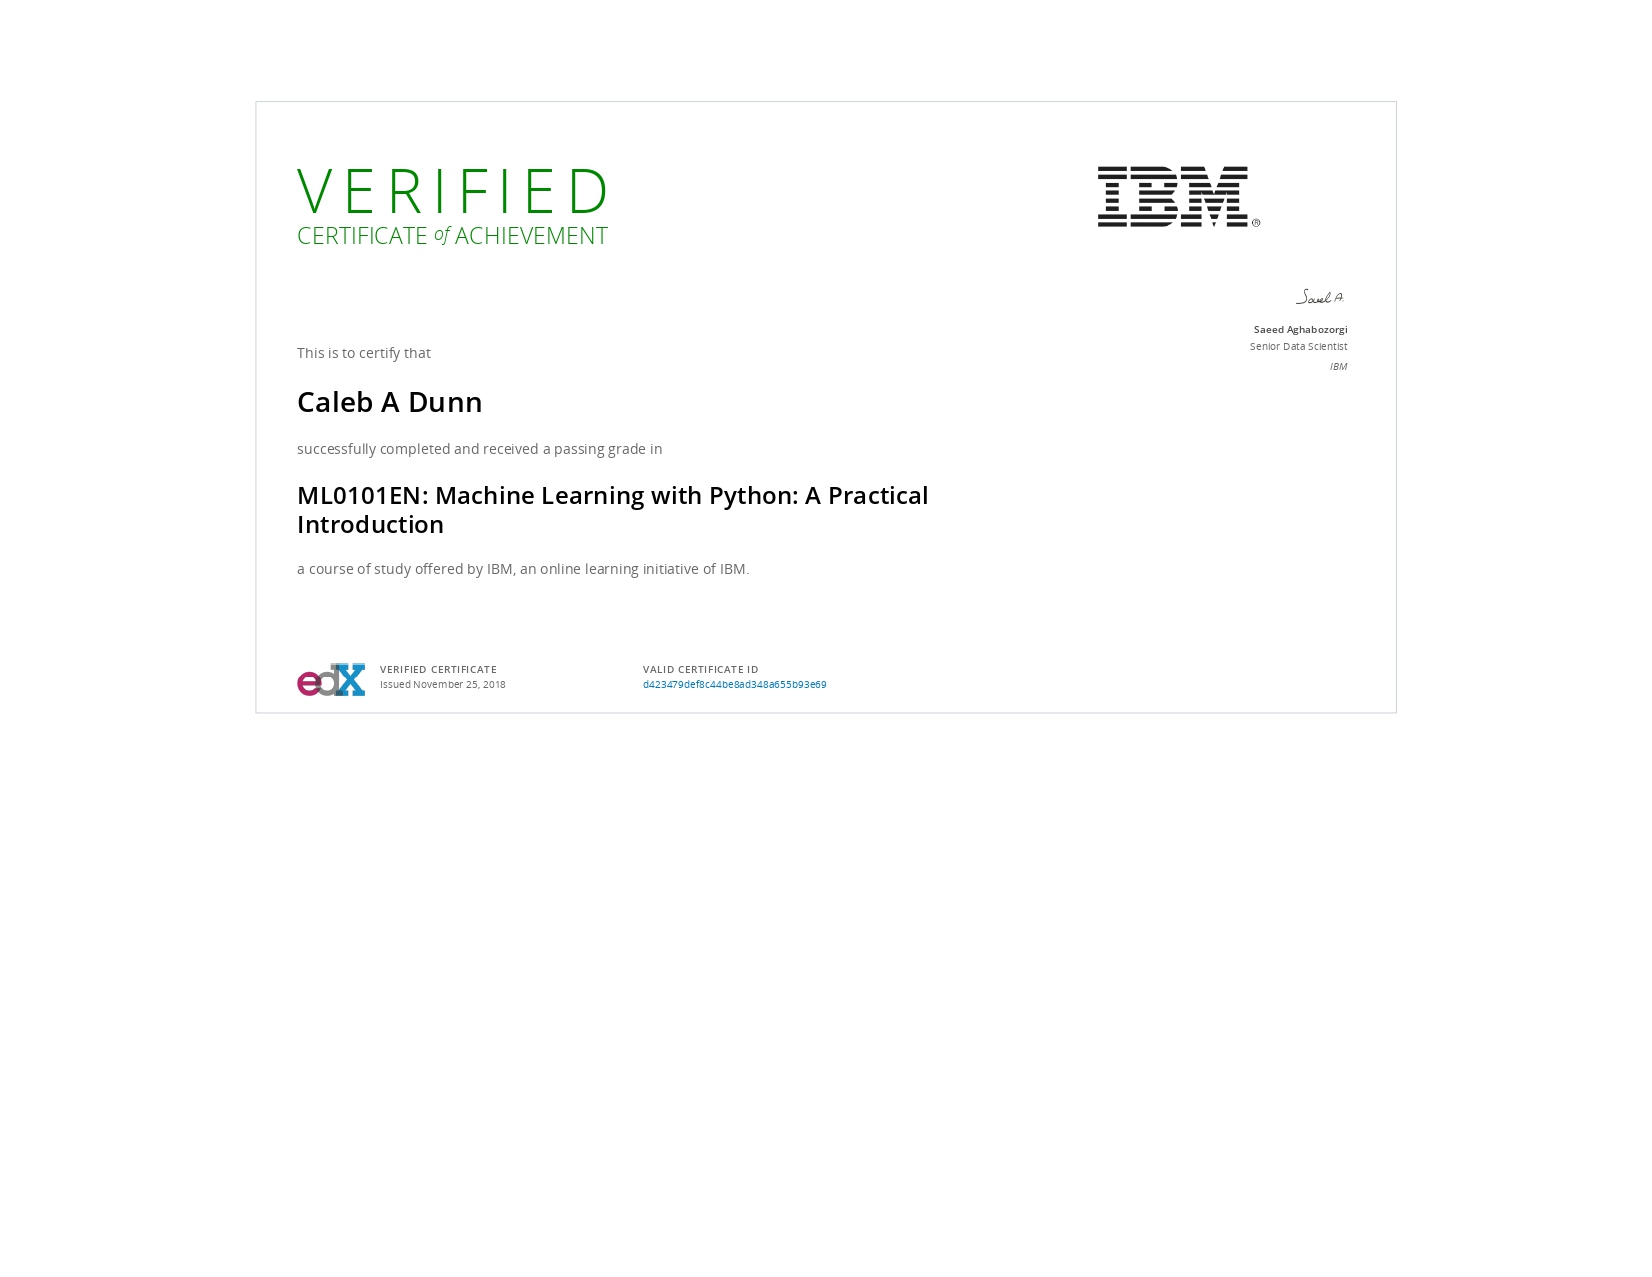 VERIFIED
CERTIFICATE of ACHIEVEMENT
IBM®
Saeed A.
Saeed Aghabozorgi
Senior Data Scientist
IBM
This is to certify that
Caleb A Dunn
successfully completed and received a passing grade in
ML0101EN: Machine Learning with Python: A Practical
Introduction
a course of study offered by IBM, an online learning initiative of IBM.
edX
VERIFIED CERTIFICATE
Issued November 25, 2018
VALID CERTIFICATE ID
d423479def8c44be8ad348a655b93e69